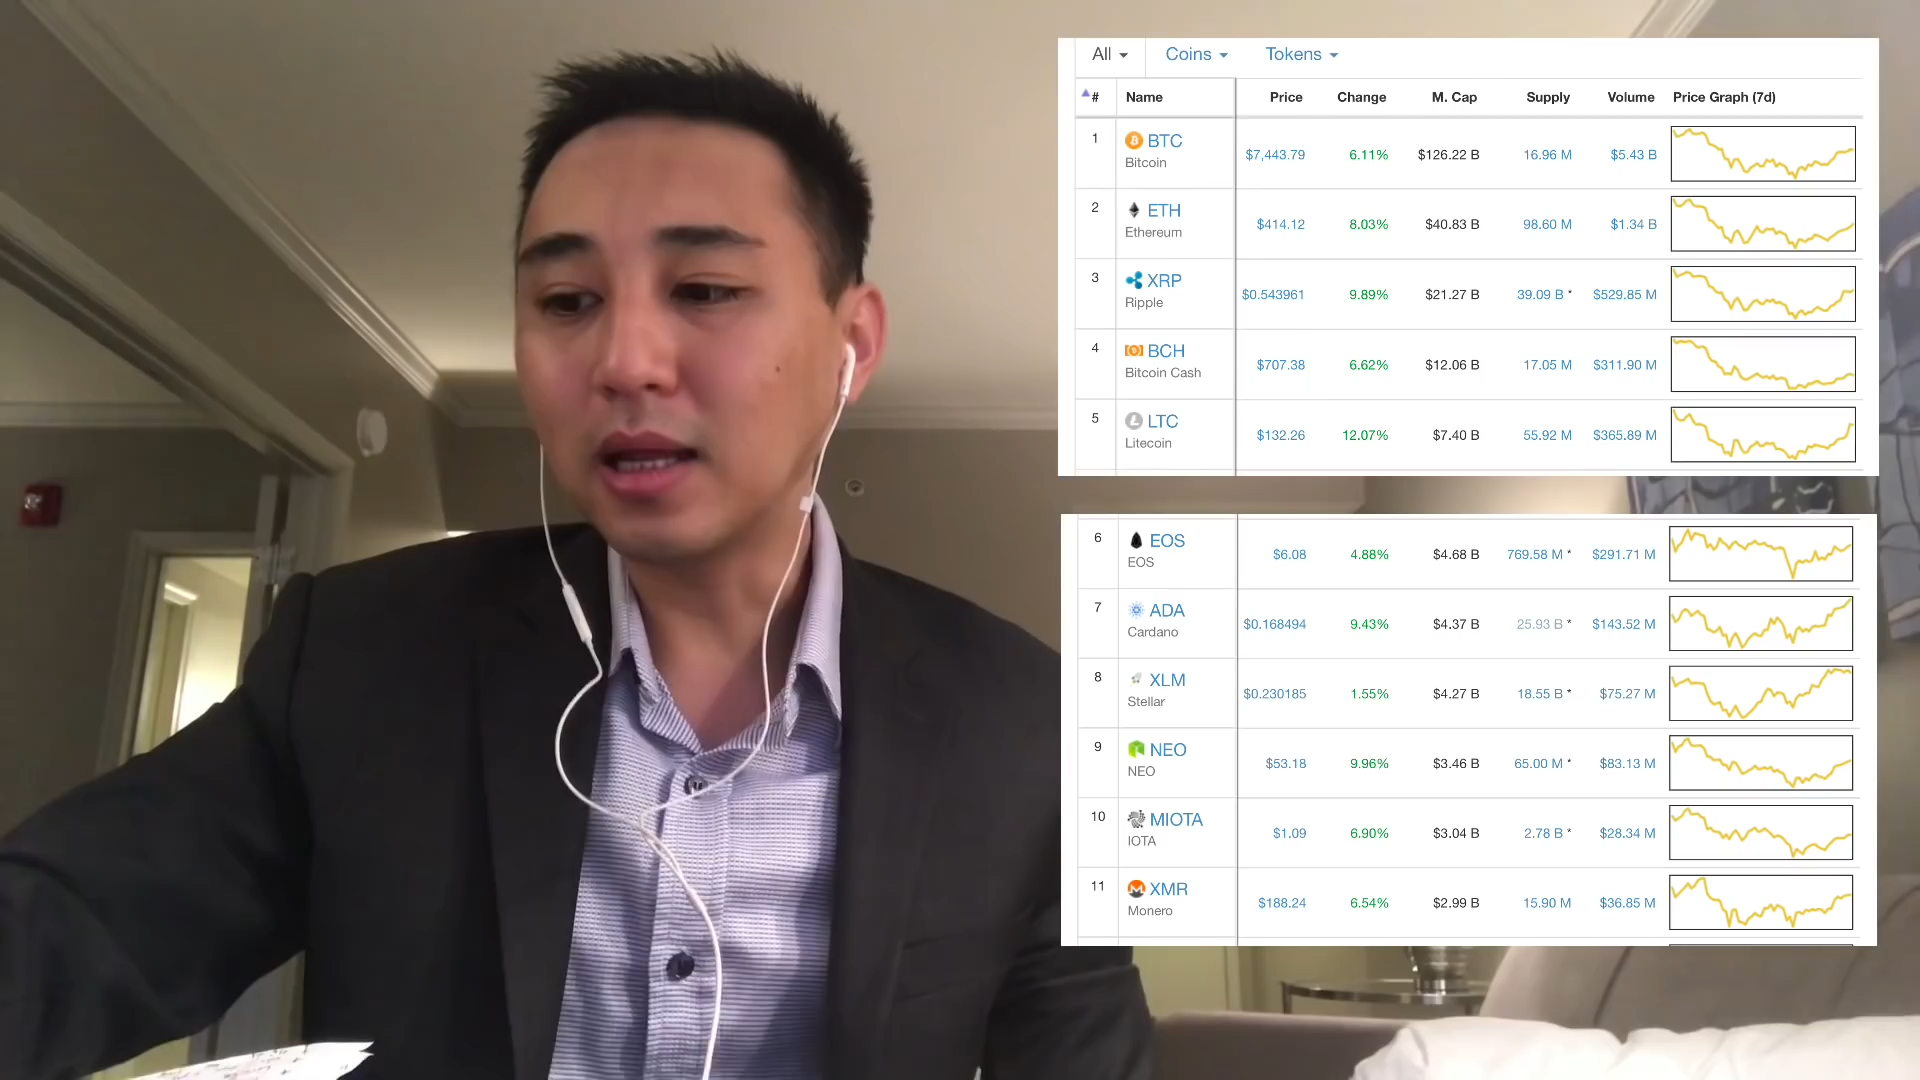 All Coins Tokens
# Name Price Change M. Cap Supply Volume Price Graph (7d)
1 BTC
Bitcoin $7,443.79 6.11% $126.22 B 16.96 M $5.43 B
2 ETH
Ethereum $414.12 8.03% $40.83 B 98.60 M $1.34 B
3 XRP
Ripple $0.543961 9.89% $21.27 B 39.09 B * $529.85 M
4 BCH
Bitcoin Cash $707.38 6.62% $12.06 B 17.05 M $311.90 M
5 LTC
Litecoin $132.26 12.07% $7.40 B 55.92 M $365.89 M
6 EOS
EOS $6.08 4.88% $4.68 B 769.58 M * $291.71 M
7 ADA
Cardano $0.168494 9.43% $4.37 B 25.93 B * $143.52 M
8 XLM
Stellar $0.230185 1.55% $4.27 B 18.55 B * $75.27 M
9 NEO
NEO $53.18 9.96% $3.46 B 65.00 M * $83.13 M
10 MIOTA
IOTA $1.09 6.90% $3.04 B 2.78 B * $28.34 M
11 XMR
Monero $188.24 6.54% $2.99 B 15.90 M $36.85 M